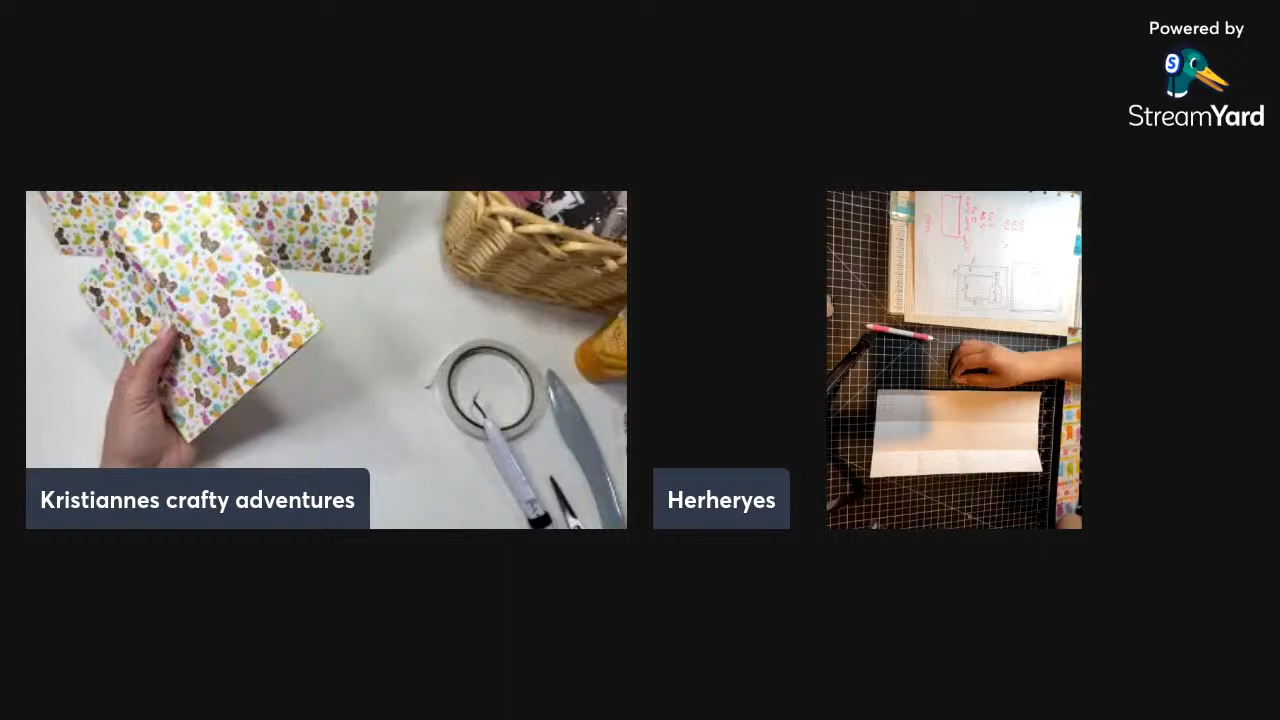 Powered by
S
StreamYard
Kristiannes crafty adventures
Herheryes